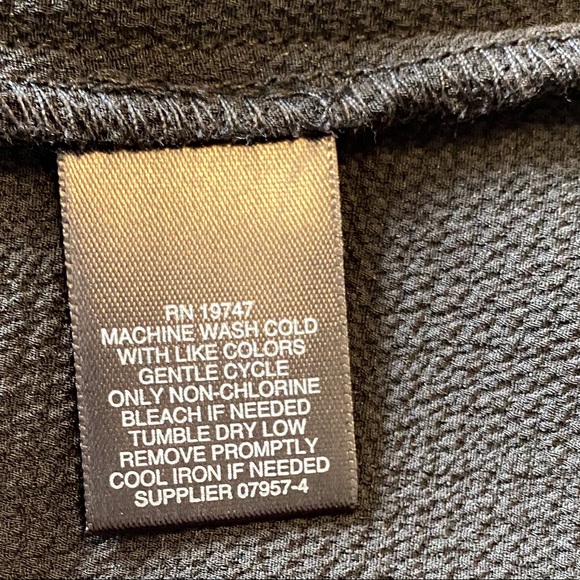 RN 19747
MACHINE WASH COLD
WITH LIKE COLORS
GENTLE CYCLE
ONLY NON-CHLORINE
BLEACH IF NEEDED
TUMBLE DRY LOW
REMOVE PROMPTLY
COOL IRON IF NEEDED
SUPPLIER 07957-4